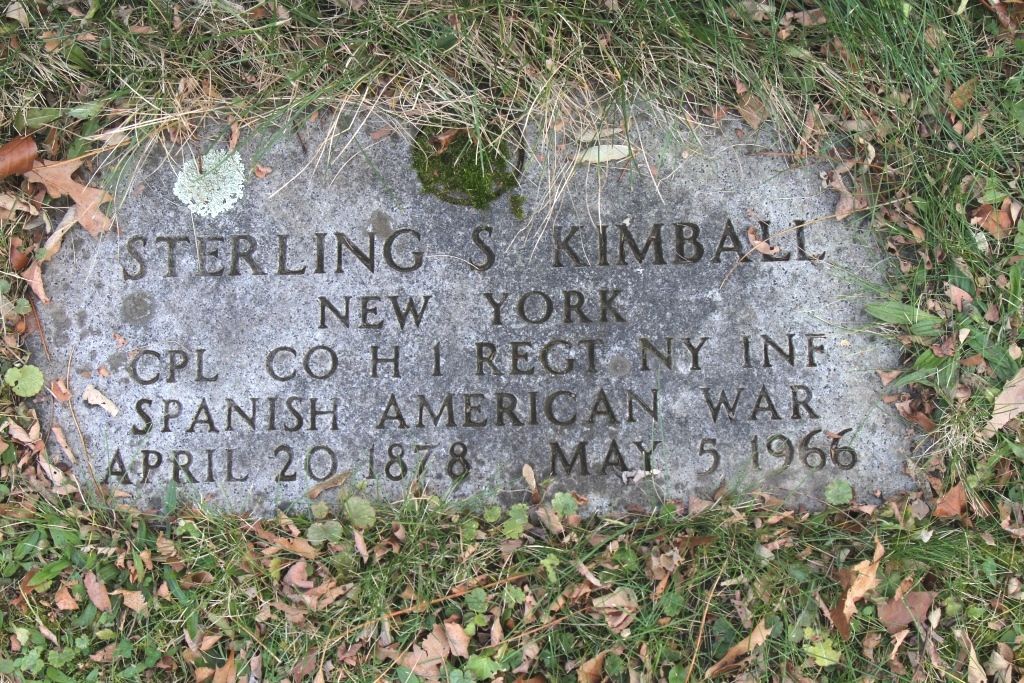 STERLING S KIMBALL
NEW YORK
CPL CO H 1 REGT NY INF
SPANISH AMERICAN WAR
APRIL 20 1878 MAY 5 1966